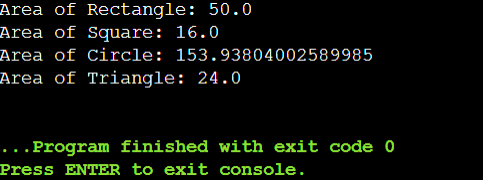 Area of Rectangle: 50.0
Area of Square: 16.0
Area of Circle: 153.93804002589985
Area of Triangle: 24.0
...Program finished with exit code 0
Press ENTER to exit console.